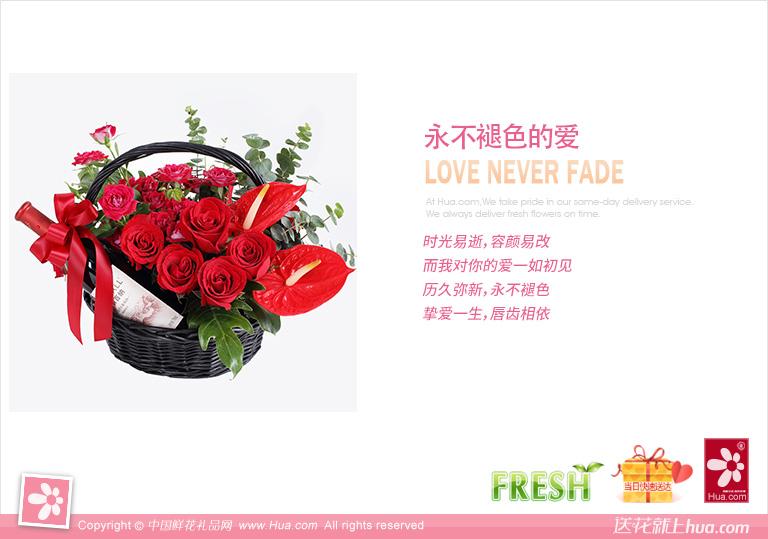 永不褪色的爱
LOVE NEVER FADE
At Hua.com,We take pride in our same-day dellvery service.
We always deliver fresh flowers on time.
时光易逝，容颜易改
而我对你的爱一如初见
历久弥新，永不褪色
挚爱一生，唇齿相依
FRESH
当日快速送达
Hua.com
Copyright © 中国鲜花礼品网 www.Hua.com All rights reserved
送花就上hua.com